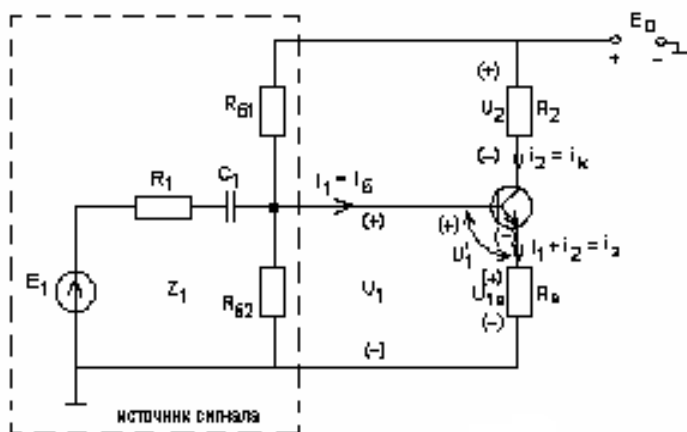 E0
+ −
(+)
Rб1
U2 R2
(−) i2 = iк
R1 C1
I1 = Iб
(+)
(+)
(−)
U'1
I1 + i2 = iэ
E1
Z1
Rб2
U1
(+)
U1э Rэ
(−)
(−)
источник сигнала